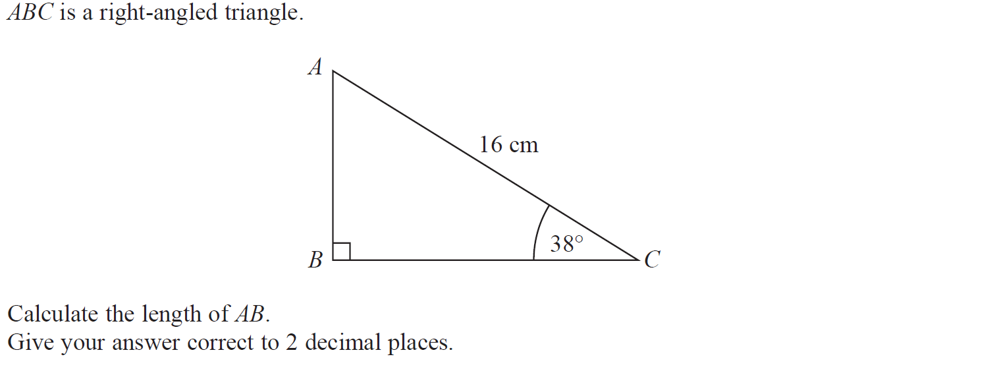 ABC is a right-angled triangle.
A
16 cm
38°
B
C
Calculate the length of AB.
Give your answer correct to 2 decimal places.